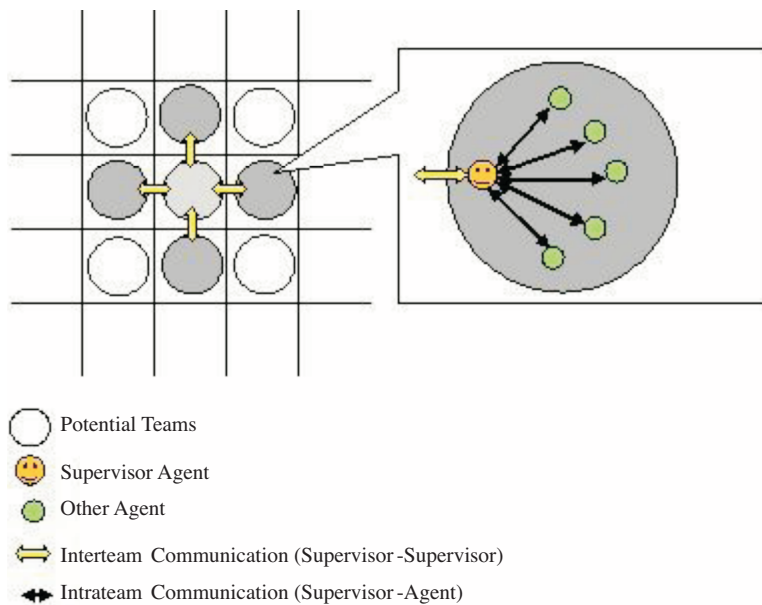 Potential Teams
Supervisor Agent
Other Agent
Interteam Communication (Supervisor-Supervisor)
Intrateam Communication (Supervisor-Agent)